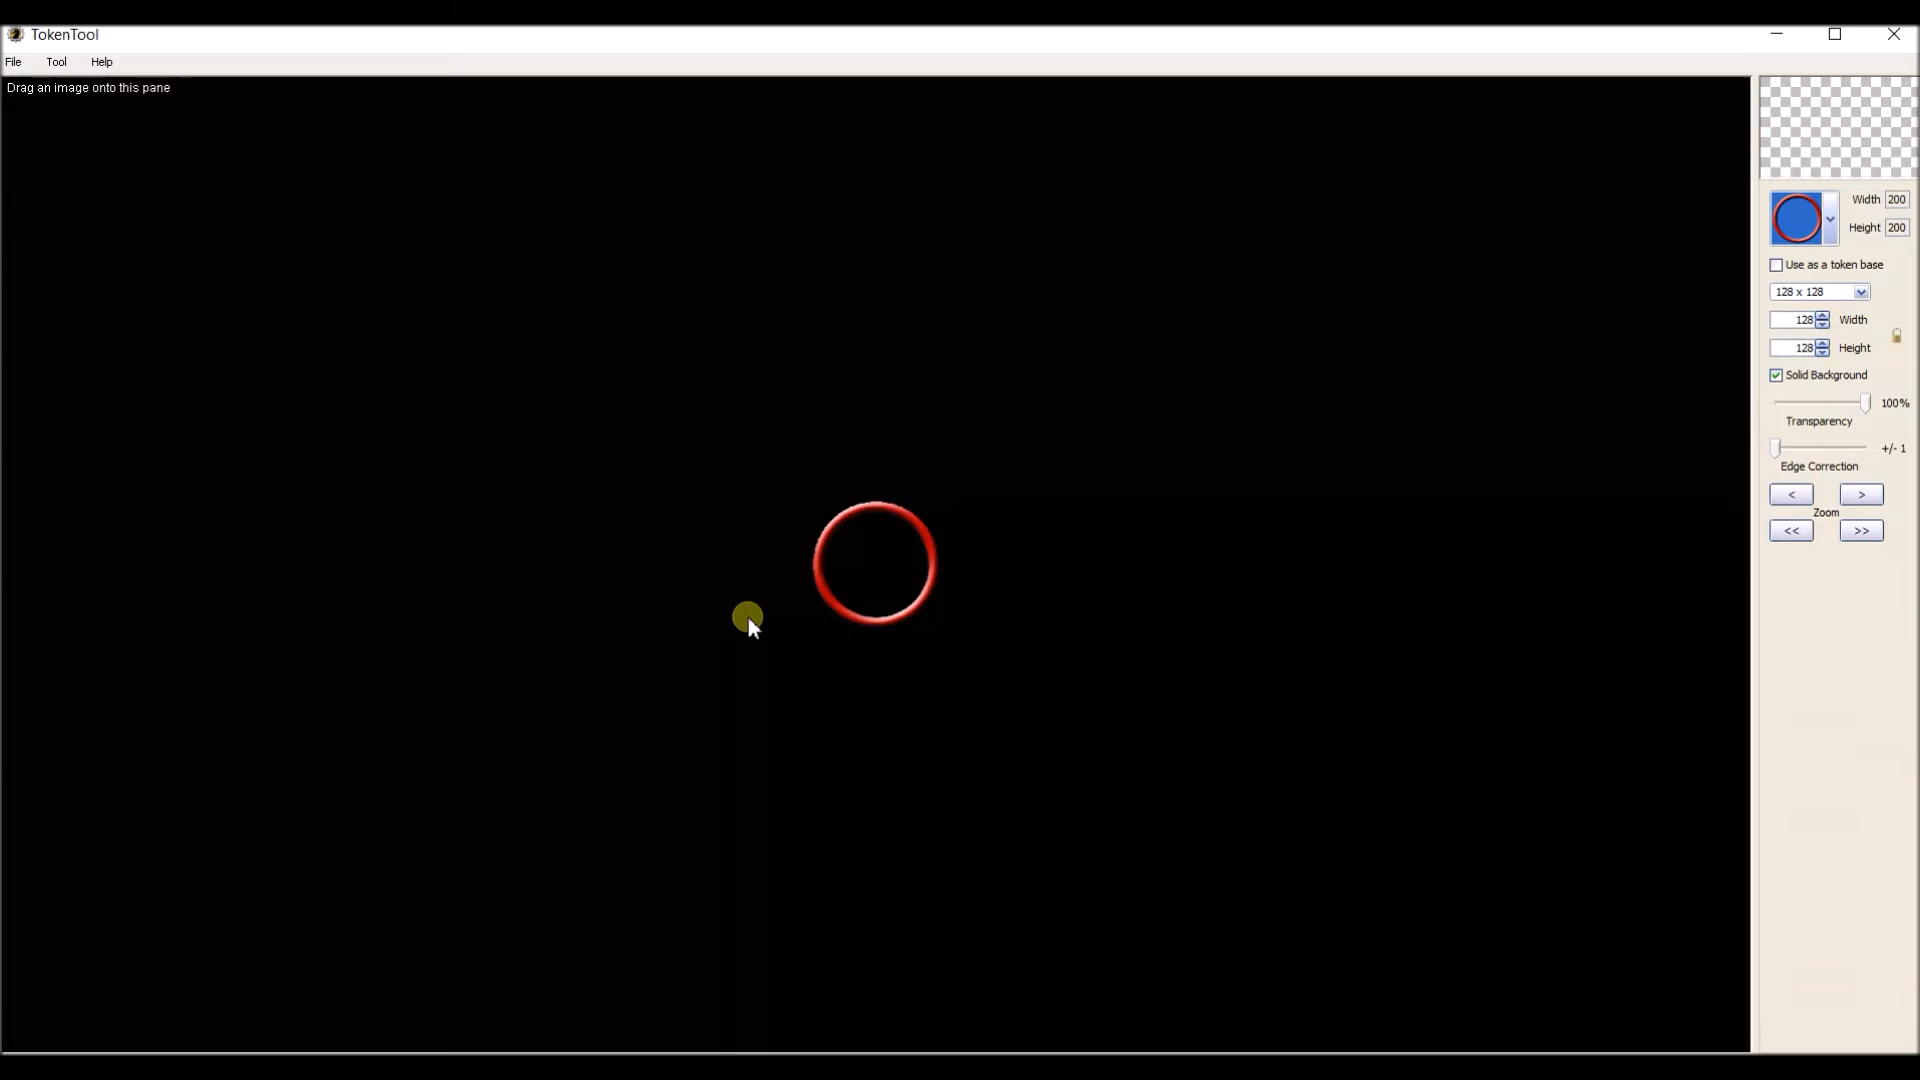 TokenTool
File Tool Help
Drag an image onto this pane
Width 200
Height 200
Use as a token base
128 x 128
128 Width
128 Height
Solid Background
100%
Transparency
+/- 1
Edge Correction
< >
Zoom
<< >>